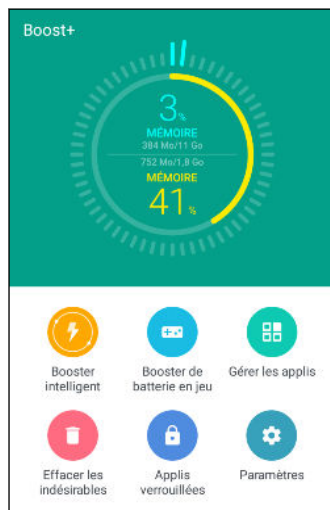 Boost+
3%
MÉMOIRE
384 Mo/11 Go
752 Mo/1,8 Go
MÉMOIRE
41%
Booster
intelligent
Booster de
batterie en jeu
Gérer les applis
Effacer les
indésirables
Applis
verrouillées
Paramètres